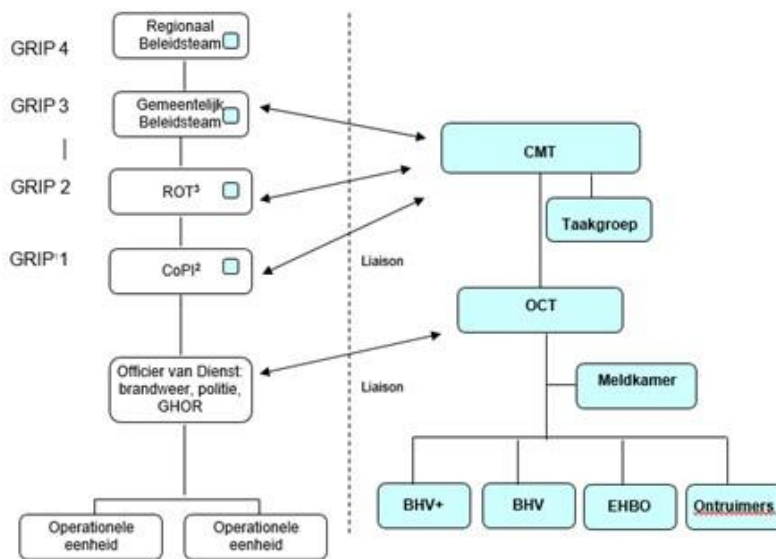 GRIP 4
Regionaal
Beleidsteam
GRIP 3
Gemeentelijk
Beleidsteam
GRIP 2
ROT³
GRIP¹ 1
CoPI²
Officier van Dienst:
brandweer, politie,
GHOR
Operationele
eenheid
Operationele
eenheid
Liaison
Liaison
CMT
Taakgroep
OCT
Meldkamer
BHV+
BHV
EHBO
Ontruimers